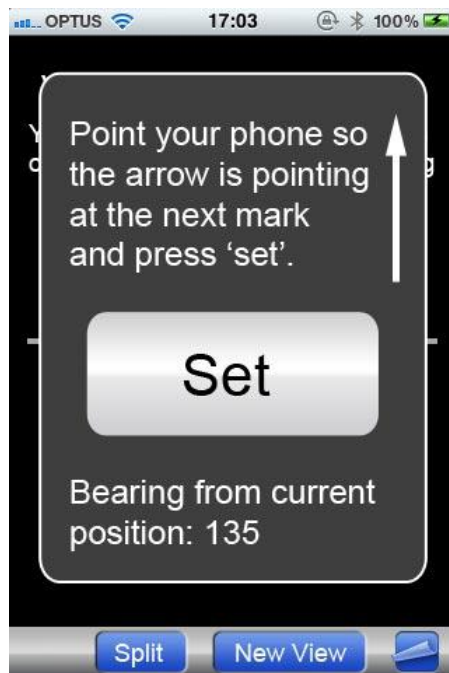 OPTUS 17:03 100%
Point your phone so
the arrow is pointing
at the next mark
and press ‘set’.
Set
Bearing from current
position: 135
Split New View